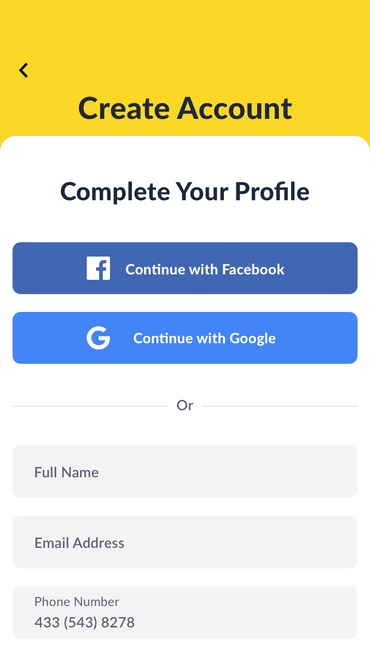 Create Account
Complete Your Profile
Continue with Facebook
Continue with Google
Or
Full Name
Email Address
Phone Number
433 (543) 8278